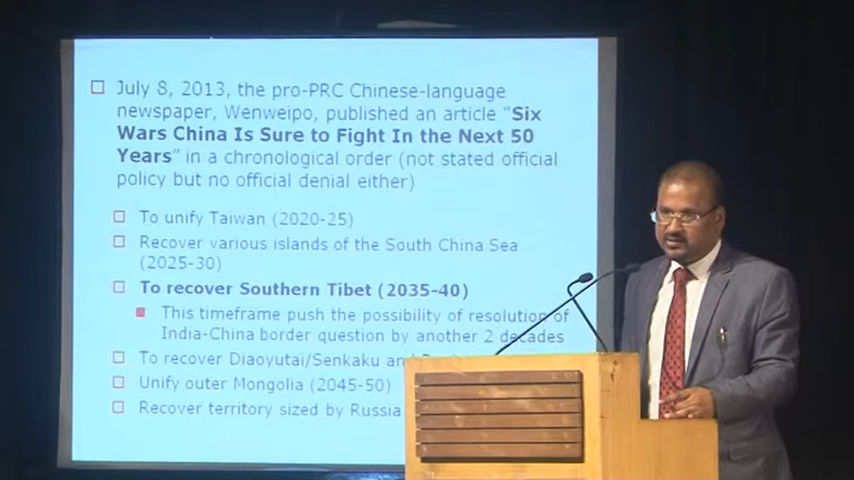 July 8, 2013, the pro-PRC Chinese-language
newspaper, Wenweipo, published an article "Six
Wars China Is Sure to Fight In the Next 50
Years" in a chronological order (not stated official
policy but no official denial either)
To unify Taiwan (2020-25)
Recover various islands of the South China Sea
(2025-30)
To recover Southern Tibet (2035-40)
This timeframe push the possibility of resolution of
India-China border question by another 2 decades
To recover Diaoyutai/Senkaku and
Unify outer Mongolia (2045-50)
Recover territory sized by Russia